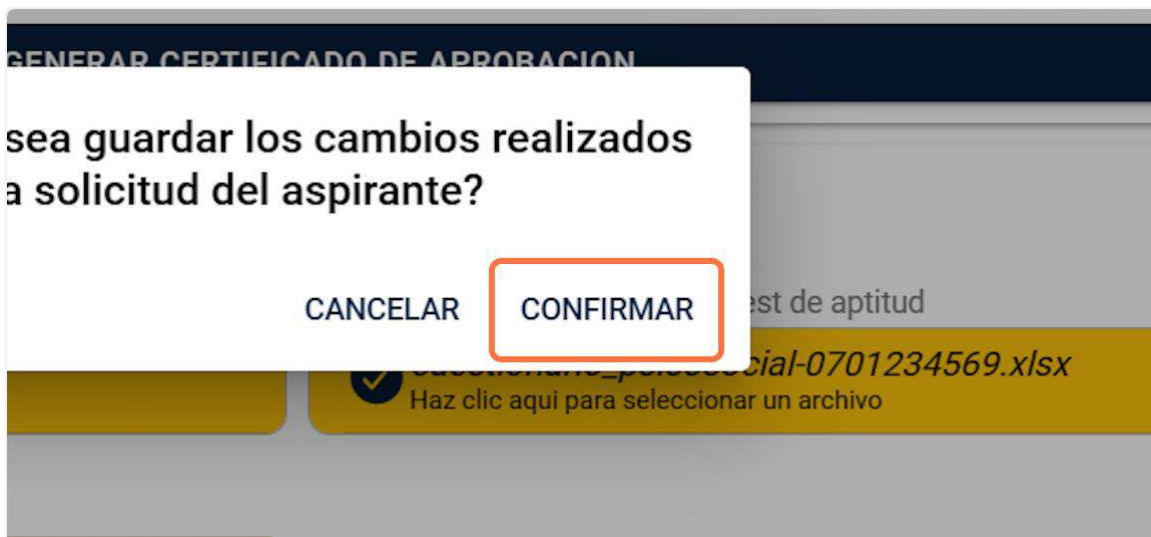 GENERAR CERTIFICADO DE APROBACION
sea guardar los cambios realizados
a solicitud del aspirante?
CANCELAR CONFIRMAR
est de aptitud
cial-0701234569.xlsx
Haz clic aqui para seleccionar un archivo